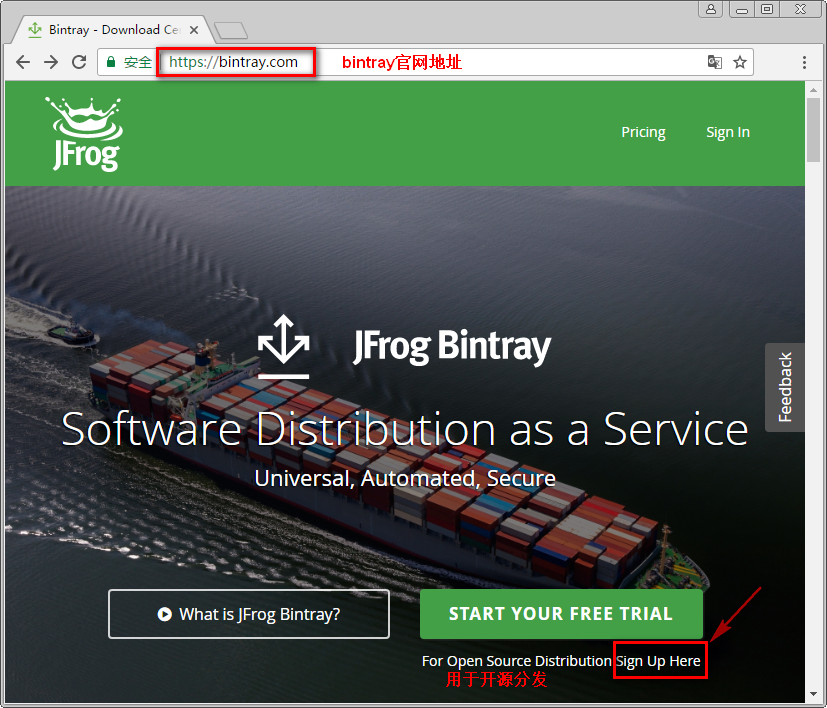 Bintray - Download Ce
安全
https://bintray.com
bintray官网地址
JFrog
Pricing
Sign In
JFrog Bintray
Feedback
Software Distribution as a Service
Universal, Automated, Secure
What is JFrog Bintray?
START YOUR FREE TRIAL
For Open Source Distribution Sign Up Here
用于开源分发